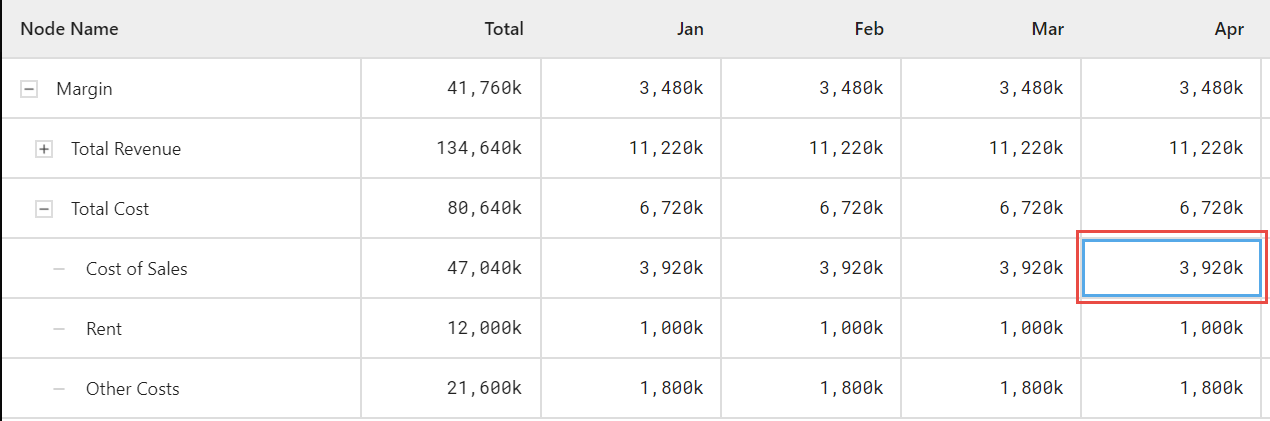 Node Name Total Jan Feb Mar Apr
Margin 41,760k 3,480k 3,480k 3,480k 3,480k
Total Revenue 134,640k 11,220k 11,220k 11,220k 11,220k
Total Cost 80,640k 6,720k 6,720k 6,720k 6,720k
Cost of Sales 47,040k 3,920k 3,920k 3,920k 3,920k
Rent 12,000k 1,000k 1,000k 1,000k 1,000k
Other Costs 21,600k 1,800k 1,800k 1,800k 1,800k